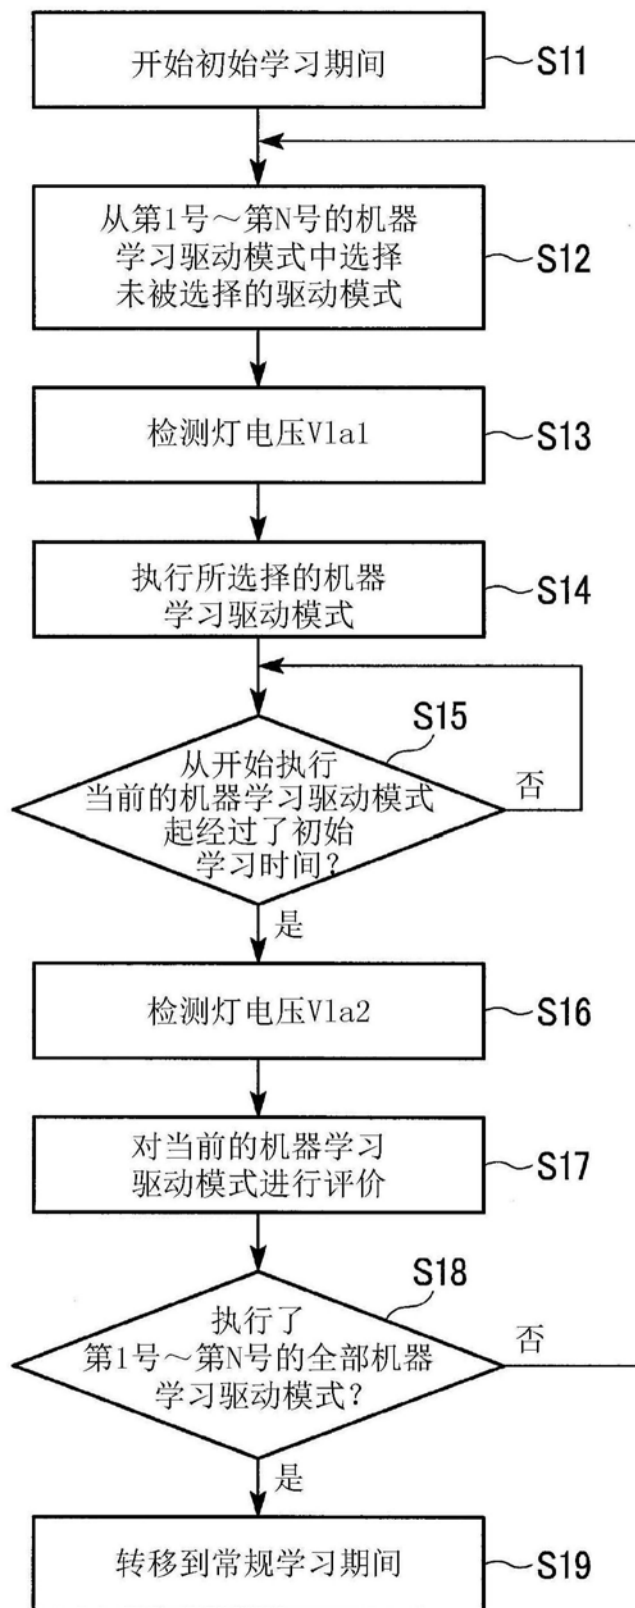 开始初始学习期间
S11
从第1号～第N号的机器
学习驱动模式中选择
未被选择的驱动模式
S12
检测灯电压Vla1
S13
执行所选择的机器
学习驱动模式
S14
S15
从开始执行
当前的机器学习驱动模式
起经过了初始
学习时间？
否
是
检测灯电压Vla2
S16
对当前的机器学习
驱动模式进行评价
S17
S18
执行了
第1号～第N号的全部机器
学习驱动模式？
否
是
转移到常规学习期间
S19